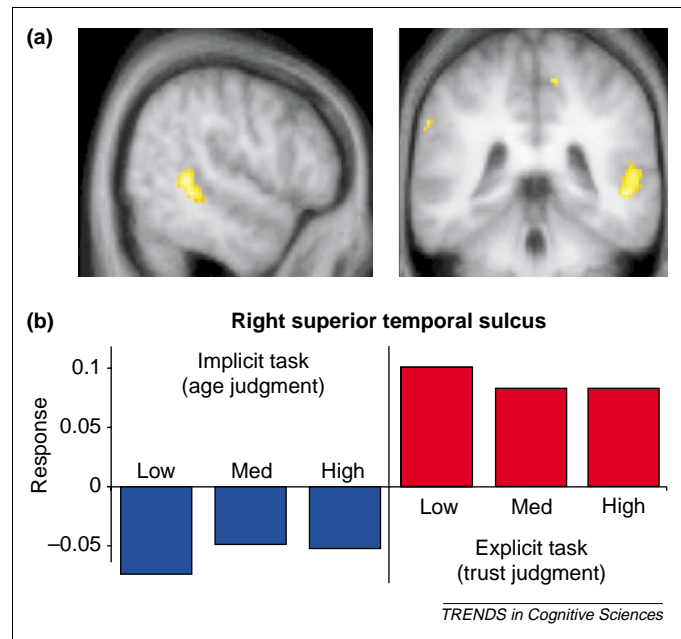 (a)
(b)
Right superior temporal sulcus
Implicit task
(age judgment)
Response
0.1
0.05
0
–0.05
Low
Med
High
Low
Med
High
Explicit task
(trust judgment)
TRENDS in Cognitive Sciences